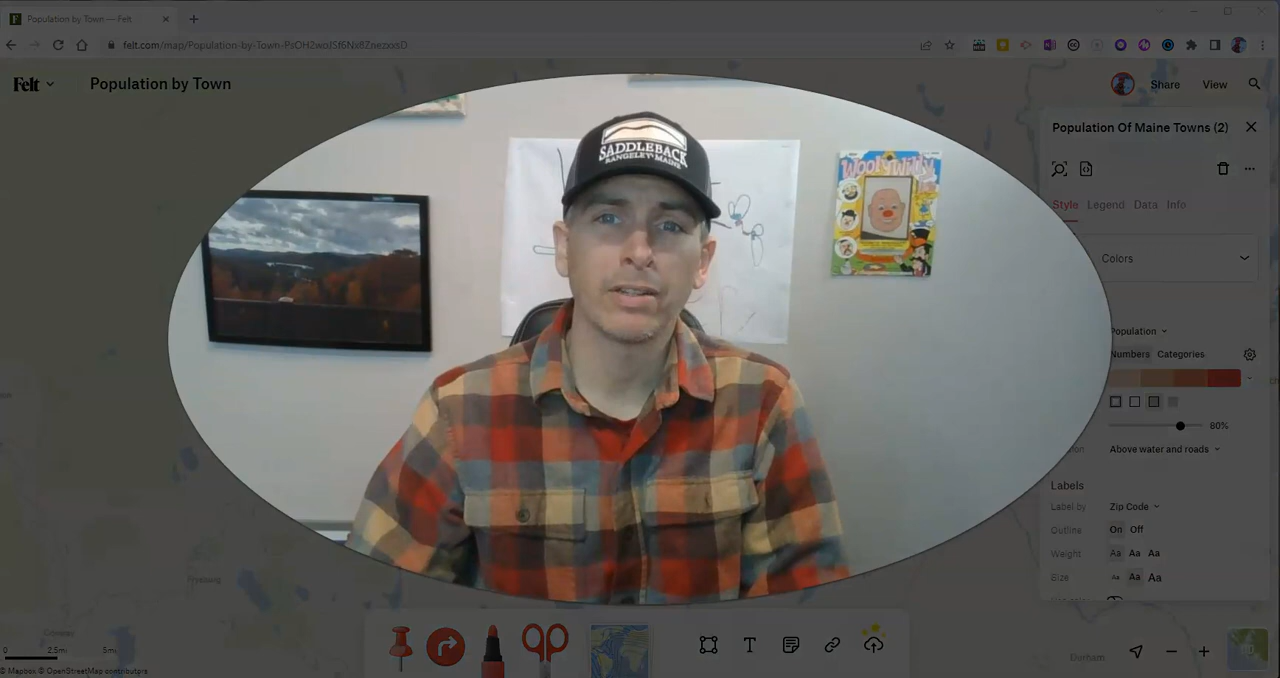 Population by Town — Felt
felt.com/map/Population-by-Town-
Felt
Population by Town
Share
View
Population Of Maine Towns (2)
Style
Legend
Data
Info
Colors
Population
Numbers
Categories
80%
Above water and roads
Labels
Label by
Zip Code
Outline
On
Off
Weight
Aa
Aa
Aa
Size
Aa
Aa
Aa
SADDLEBACK
RANGELEY MAINE
Wooly Willy
Fryeburg
0
2.5mi
5mi
© Mapbox © OpenStreetMap contributors
Durham
T